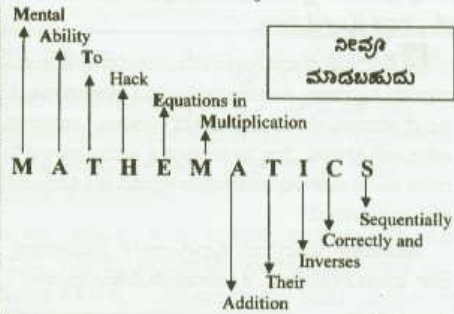 Mental
Ability
To
Hack
Equations in
Multiplication
ನೀವೂ
ಮಾಡಬಹುದು
M A T H E M A T I C S
Sequentially
Correctly and
Inverses
Their
Addition